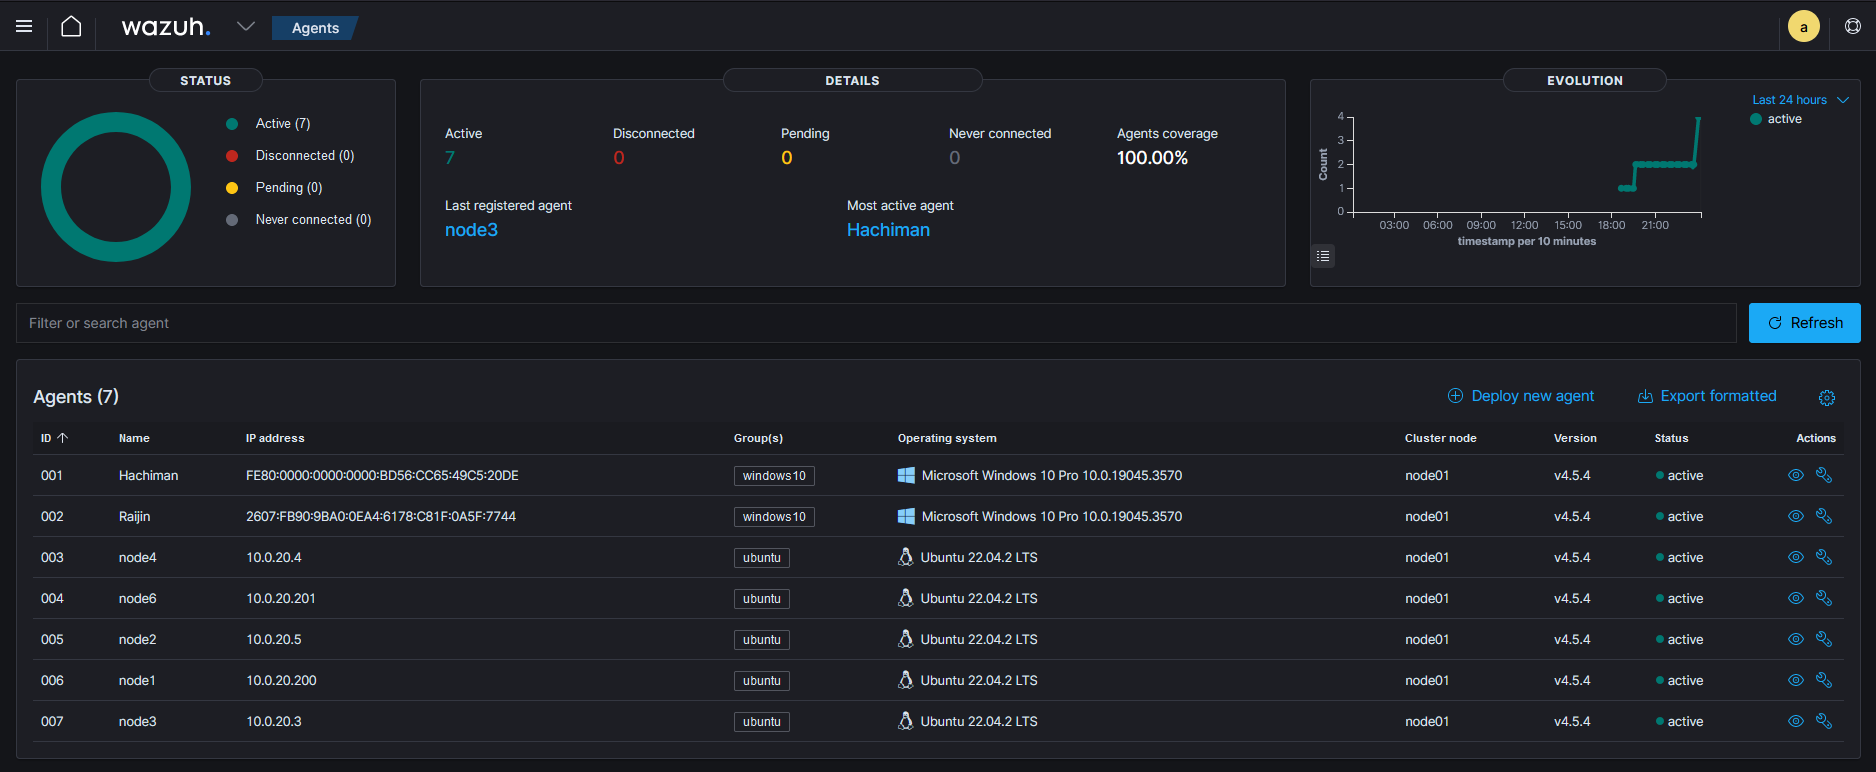 wazuh.
Agents
a
STATUS
Active (7)
Disconnected (0)
Pending (0)
Never connected (0)
DETAILS
Active
7
Disconnected
0
Pending
0
Never connected
0
Agents coverage
100.00%
Last registered agent
node3
Most active agent
Hachiman
EVOLUTION
Last 24 hours
active
4
3
2
1
0
Count
03:00 06:00 09:00 12:00 15:00 18:00 21:00
timestamp per 10 minutes
Filter or search agent
Refresh
Agents (7)
Deploy new agent
Export formatted
ID Name IP address Group(s) Operating system Cluster node Version Status Actions
001 Hachiman FE80:0000:0000:0000:BD56:CC65:49C5:20DE windows10 Microsoft Windows 10 Pro 10.0.19045.3570 node01 v4.5.4 active
002 Raijin 2607:FB90:9BA0:0EA4:6178:C81F:0A5F:7744 windows10 Microsoft Windows 10 Pro 10.0.19045.3570 node01 v4.5.4 active
003 node4 10.0.20.4 ubuntu Ubuntu 22.04.2 LTS node01 v4.5.4 active
004 node6 10.0.20.201 ubuntu Ubuntu 22.04.2 LTS node01 v4.5.4 active
005 node2 10.0.20.5 ubuntu Ubuntu 22.04.2 LTS node01 v4.5.4 active
006 node1 10.0.20.200 ubuntu Ubuntu 22.04.2 LTS node01 v4.5.4 active
007 node3 10.0.20.3 ubuntu Ubuntu 22.04.2 LTS node01 v4.5.4 active